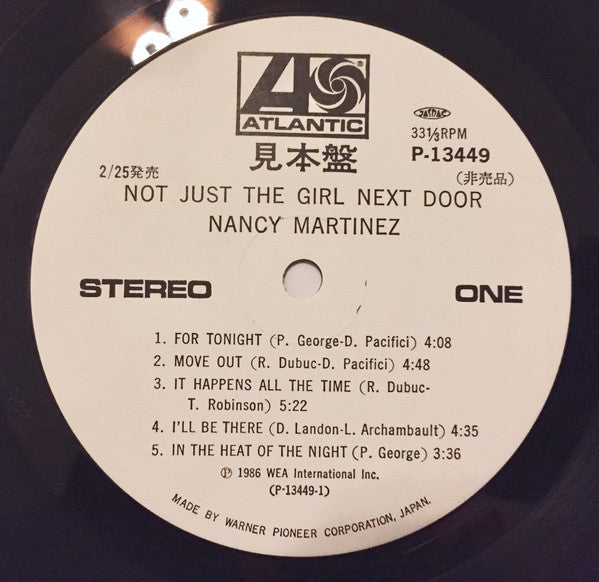 ATLANTIC
®
JASRAC
33⅓RPM
見本盤
P-13449
2/25発売
(非売品)
NOT JUST THE GIRL NEXT DOOR
NANCY MARTINEZ
STEREO
ONE
1. FOR TONIGHT (P. George-D. Pacifici) 4:08
2. MOVE OUT (R. Dubuc-D. Pacifici) 4:48
3. IT HAPPENS ALL THE TIME (R. Dubuc-
T. Robinson) 5:22
4. I'LL BE THERE (D. Landon-L. Archambault) 4:35
5. IN THE HEAT OF THE NIGHT (P. George) 3:36
℗ 1986 WEA International Inc.
(P-13449-1)
MADE BY WARNER PIONEER CORPORATION, JAPAN.